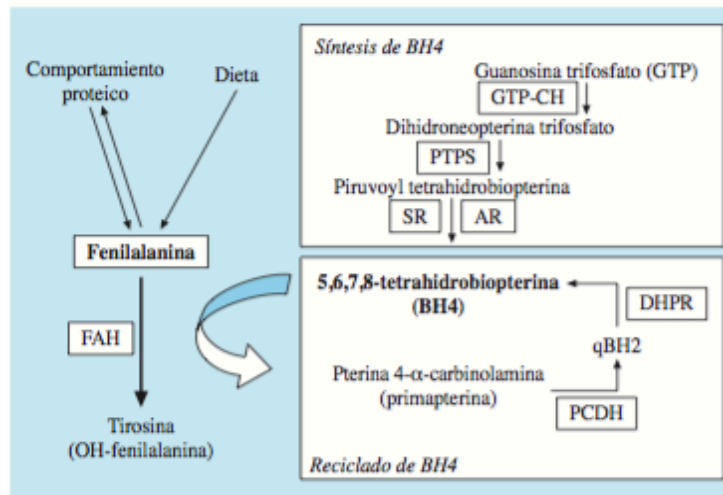 Comportamiento
proteico
Dieta
Fenilalanina
FAH
Tirosina
(OH-fenilalanina)
Síntesis de BH4
Guanosina trifosfato (GTP)
GTP-CH
Dihidroneopterina trifosfato
PTPS
Piruvoyl tetrahidrobiopterina
SR
AR
5,6,7,8-tetrahidrobiopterina
(BH4)
DHPR
qBH2
Pterina 4-α-carbinolamina
(primapterina)
PCDH
Reciclado de BH4